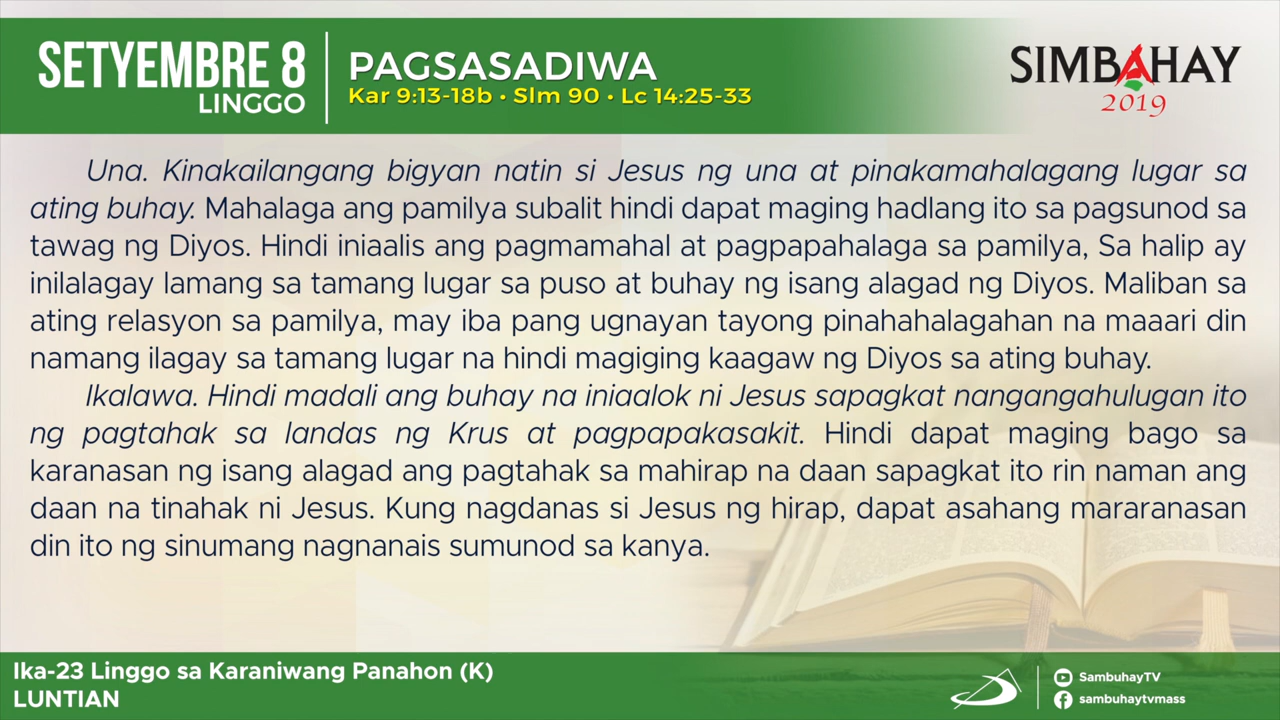 SETYEMBRE 8
LINGGO
PAGSASADIWA
Kar 9:13-18b • Slm 90 • Lc 14:25-33
SIMBAHAY
2019
Una. Kinakailangang bigyan natin si Jesus ng una at pinakamahalagang lugar sa
ating buhay. Mahalaga ang pamilya subalit hindi dapat maging hadlang ito sa pagsunod sa
tawag ng Diyos. Hindi iniaalis ang pagmamahal at pagpapahalaga sa pamilya, Sa halip ay
inilalagay lamang sa tamang lugar sa puso at buhay ng isang alagad ng Diyos. Maliban sa
ating relasyon sa pamilya, may iba pang ugnayan tayong pinahahalagahan na maaari din
namang ilagay sa tamang lugar na hindi magiging kaagaw ng Diyos sa ating buhay.
Ikalawa. Hindi madali ang buhay na iniaalok ni Jesus sapagkat nangangahulugan ito
ng pagtahak sa landas ng Krus at pagpapakasakit. Hindi dapat maging bago sa
karanasan ng isang alagad ang pagtahak sa mahirap na daan sapagkat ito rin naman ang
daan na tinahak ni Jesus. Kung nagdanas si Jesus ng hirap, dapat asahang mararanasan
din ito ng sinumang nagnanais sumunod sa kanya.
Ika-23 Linggo sa Karaniwang Panahon (K)
LUNTIAN
SambuhayTV
sambuhaytvmass